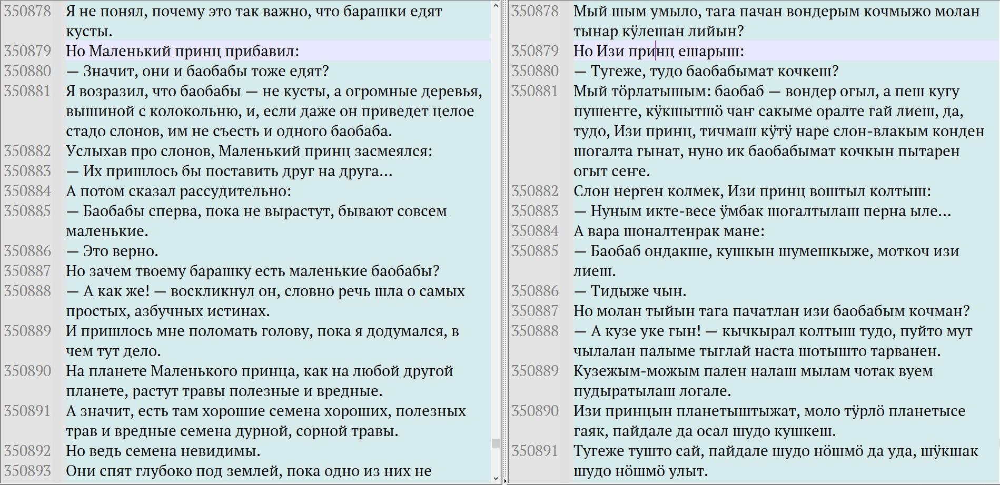 350878 Я не понял, почему это так важно, что барашки едят
кусты.
350879 Но Маленький принц прибавил:
350880 — Значит, они и баобабы тоже едят?
350881 Я возразил, что баобабы — не кусты, а огромные деревья,
вышиной с колокольню, и, если даже он приведет целое
стадо слонов, им не съесть и одного баобаба.
350882 Услыхав про слонов, Маленький принц засмеялся:
350883 — Их пришлось бы поставить друг на друга…
350884 А потом сказал рассудительно:
350885 — Баобабы сперва, пока не вырастут, бывают совсем
маленькие.
350886 — Это верно.
350887 Но зачем твоему барашку есть маленькие баобабы?
350888 — А как же! — воскликнул он, словно речь шла о самых
простых, азбучных истинах.
350889 И пришлось мне поломать голову, пока я додумался, в
чем тут дело.
350890 На планете Маленького принца, как на любой другой
планете, растут травы полезные и вредные.
350891 А значит, есть там хорошие семена хороших, полезных
трав и вредные семена дурной, сорной травы.
350892 Но ведь семена невидимы.
350893 Они спят глубоко под землей, пока одно из них не
350878 Мый шым умыло, тага пачан вондерым кочмыжо молан
тынар кӱлешан лийын?
350879 Но Изи принц ешарыш:
350880 — Тугеже, тудо баобабымат кочкеш?
350881 Мый тӧрлатышым: баобаб — вондер огыл, а пеш кугу
пушеҥге, кӱкшытшӧ чаҥ сакыме оралте гай лиеш, да,
тудо, Изи принц, тичмаш кӱтӱ наре слон-влакым конден
шогалта гынат, нуно ик баобабымат кочкын пытарен
огыт сеҥе.
350882 Слон нерген колмек, Изи принц воштыл колтыш:
350883 — Нуным икте-весе ӱмбак шогалтылаш перна ыле…
350884 А вара шоналтенрак мане:
350885 — Баобаб ондакше, кушкын шумешкыже, моткоч изи
лиеш.
350886 — Тидыже чын.
350887 Но молан тыйын тага пачатлан изи баобабым кочман?
350888 — А кузе уке гын! — кычкырал колтыш тудо, пуйто мут
чылалан палыме тыглай наста шотышто тарванен.
350889 Кузежым-можым пален налаш мылам чотак вуем
пудыратылаш логале.
350890 Изи принцын планетыштыжат, моло тӱрлӧ планетысе
гаяк, пайдале да осал шудо кушкеш.
350891 Тугеже тушто сай, пайдале шудо нӧшмӧ да уда, шӱкшак
шудо нӧшмӧ улыт.